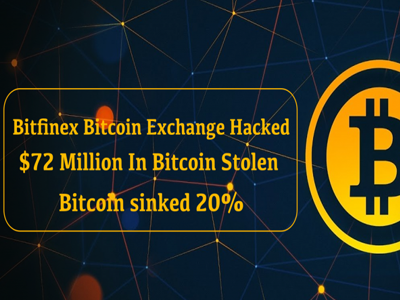 Bitfinex Bitcoin Exchange Hacked
$72 Million In Bitcoin Stolen
Bitcoin sinked 20%